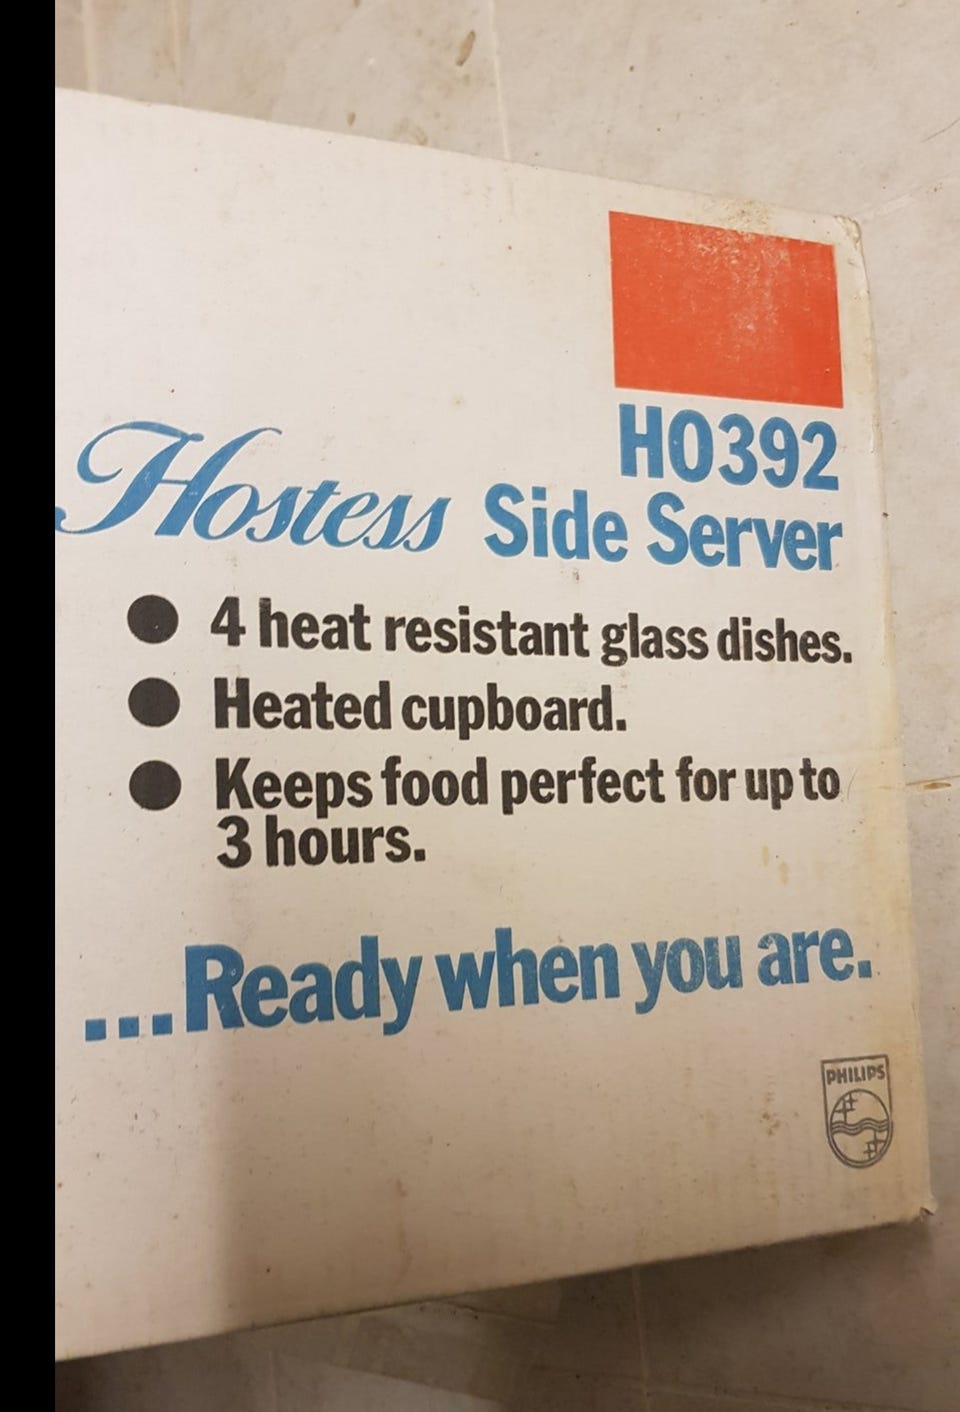 HO392
Hostess Side Server
● 4 heat resistant glass dishes.
● Heated cupboard.
● Keeps food perfect for up to
3 hours.
...Ready when you are.
PHILIPS